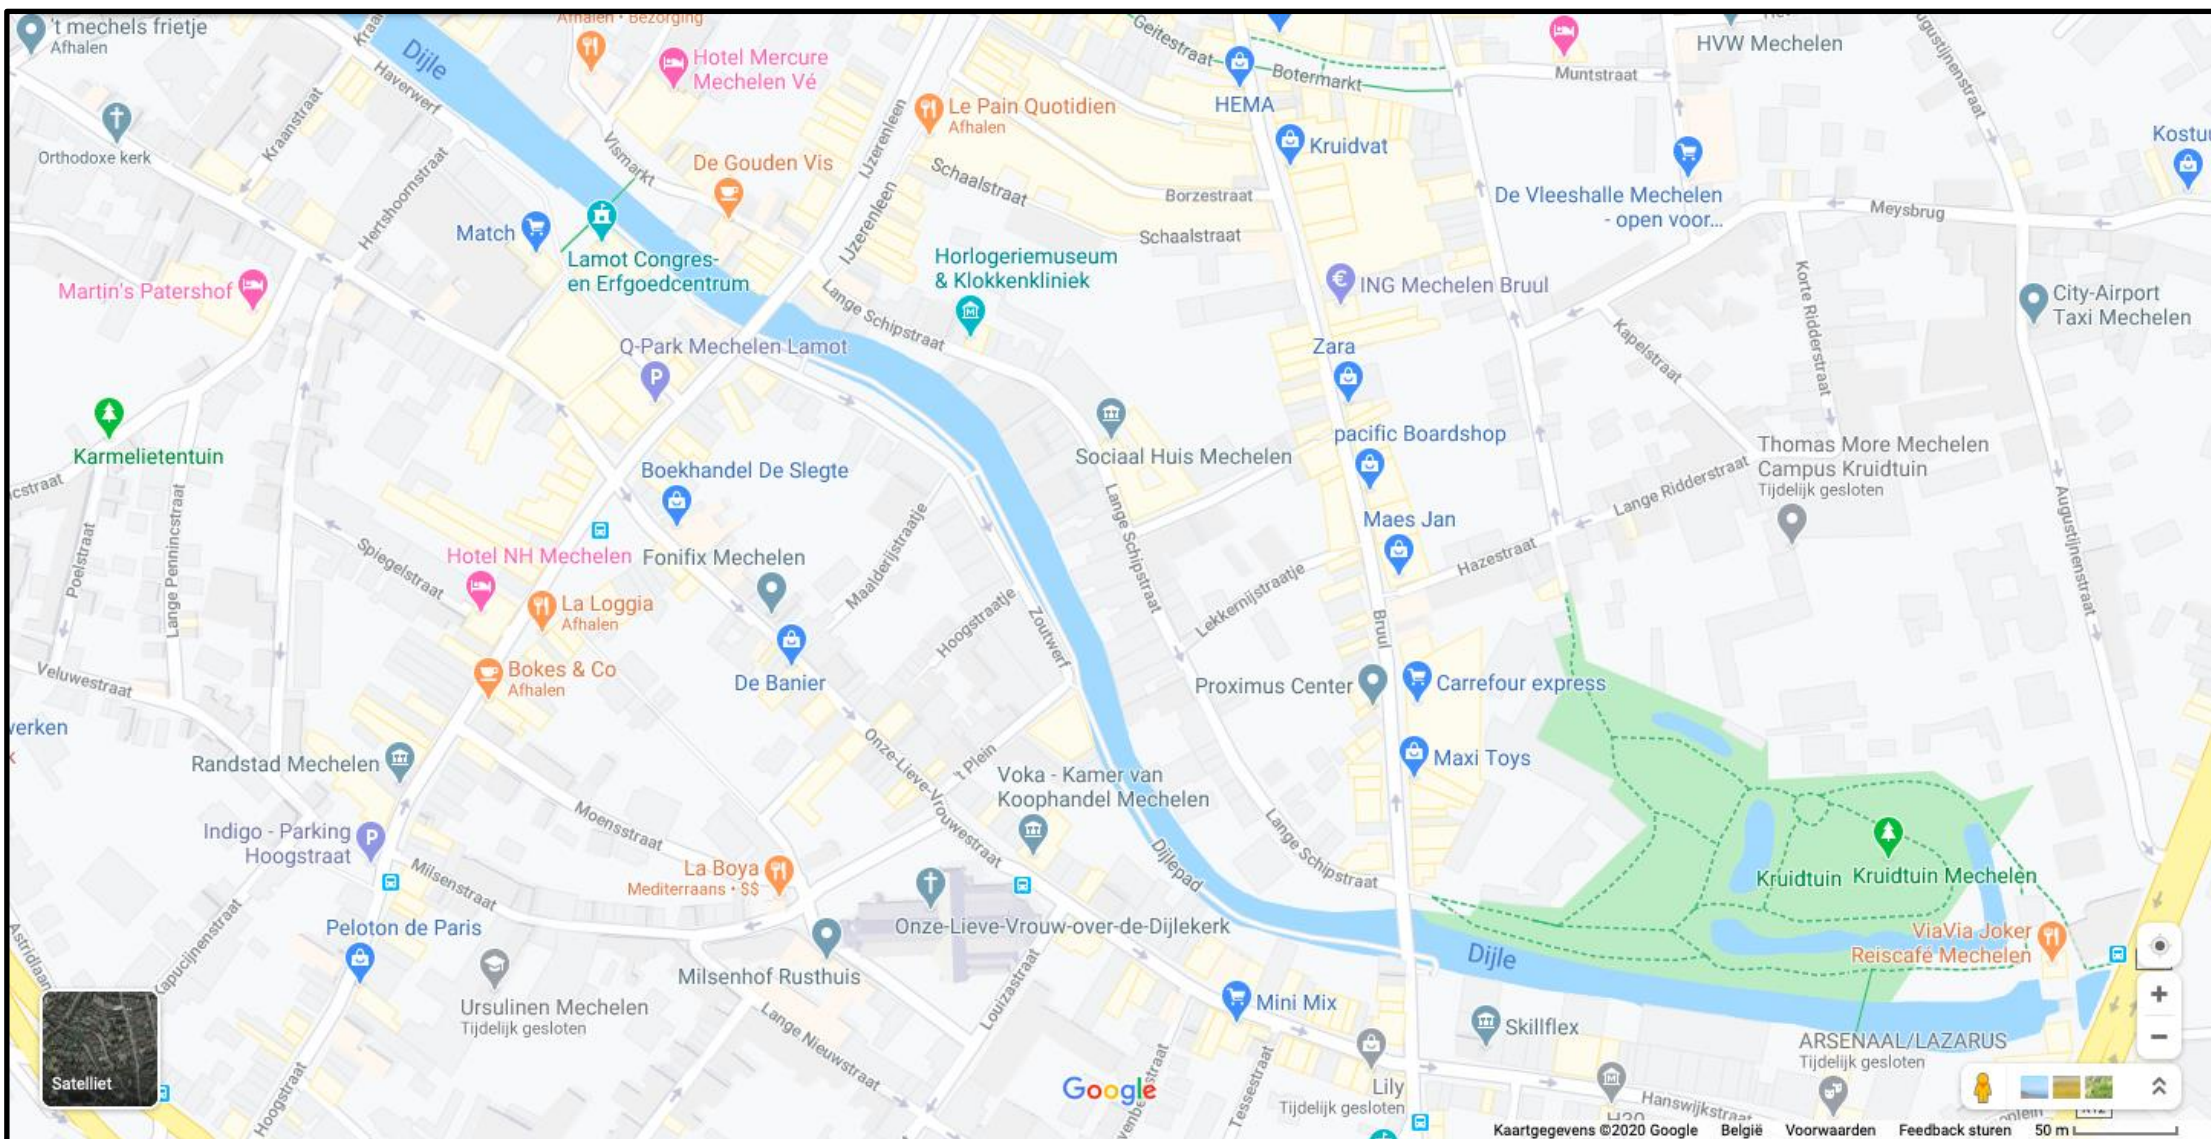 't mechels frietje
Afhalen
Afhalen • Bezorging
Hotel Mercure
Mechelen Vé
Dijle
Haverwerf
Kraanstraat
Orthodoxe kerk
Hertshoornstraat
Vismarkt
De Gouden Vis
IJzerenleen
IJzerenleen
Le Pain Quotidien
Afhalen
Geitestraat
Botermarkt
HEMA
Kruidvat
Muntstraat
HVW Mechelen
De Vleeshalle Mechelen
- open voor...
Meysbrug
Schaalstraat
Borzestraat
Schaalstraat
Match
Lamot Congres-
en Erfgoedcentrum
Martin's Patershof
Lange Schipstraat
Horlogeriemuseum
& Klokkenkliniek
ING Mechelen Bruul
Korte Ridderstraat
Kapelstraat
City-Airport
Taxi Mechelen
Q-Park Mechelen Lamot
Zara
Karmelietentuin
Boekhandel De Slegte
Sociaal Huis Mechelen
pacific Boardshop
Thomas More Mechelen
Campus Kruidtuin
Tijdelijk gesloten
Lange Ridderstraat
Augustijnenstraat
Maes Jan
Hazestraat
Poelstraat
Lange Pennincstraat
Spiegelstraat
Hotel NH Mechelen
Fonifix Mechelen
Maalderijstraatje
Lange Schipstraat
Lekkernijstraatje
Bruul
La Loggia
Afhalen
Hoogstraatje
Zoutwerf
Veluwestraat
Bokes & Co
Afhalen
De Banier
Proximus Center
Carrefour express
Maxi Toys
Randstad Mechelen
Onze-Lieve-Vrouwestraat
't Plein
Voka - Kamer van
Koophandel Mechelen
Moensstraat
Indigo - Parking
Hoogstraat
Milsenstraat
La Boya
Mediterraans • $$
Dijlepad
Lange Schipstraat
Kruidtuin
Kruidtuin Mechelen
Peloton de Paris
Onze-Lieve-Vrouw-over-de-Dijlekerk
Dijle
ViaVia Joker
Reiscafé Mechelen
Milsenhof Rusthuis
Ursulinen Mechelen
Tijdelijk gesloten
Louizastraat
Lange Nieuwstraat
Mini Mix
Skillflex
ARSENAAL/LAZARUS
Tijdelijk gesloten
Satelliet
Hoogstraat
Google
Tessestraat
Lily
Tijdelijk gesloten
Hanswijkstraat
Kaartgegevens ©2020 Google België Voorwaarden Feedback sturen 50 m